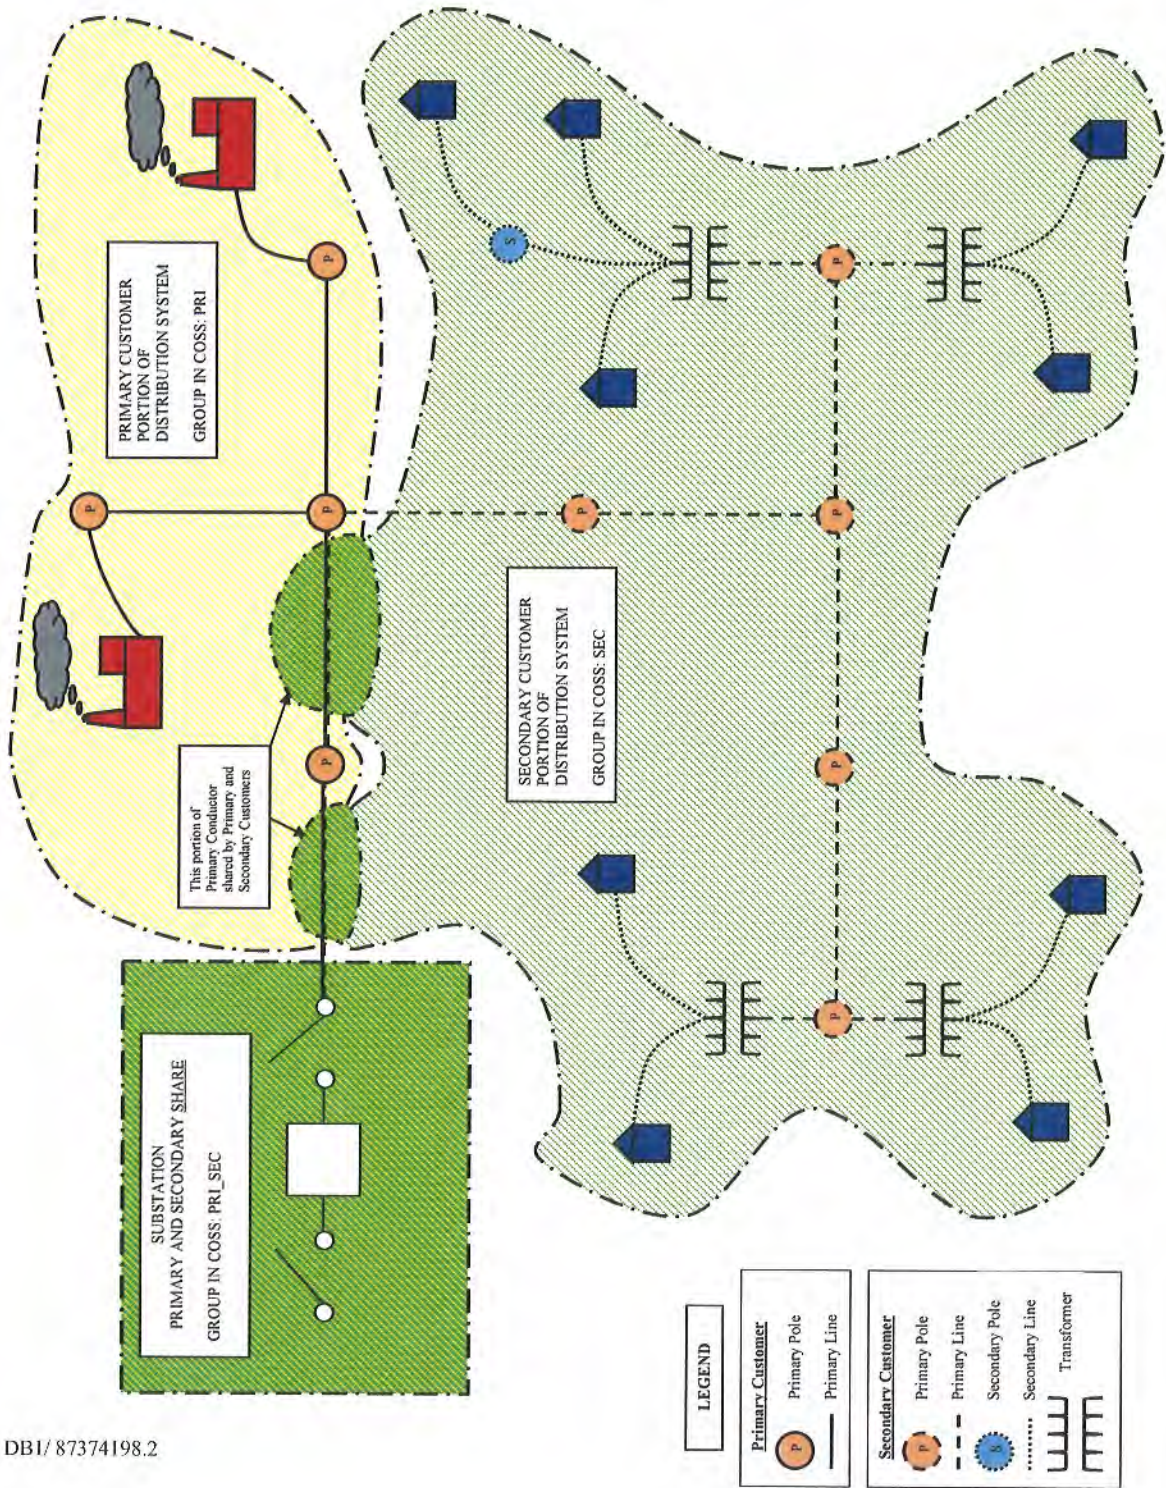 PRIMARY CUSTOMER
PORTION OF
DISTRIBUTION SYSTEM
GROUP IN COSS: PRI
P
P
P
P
This portion of
Primary Conductor
shared by Primary and
Secondary Customers
SUBSTATION
PRIMARY AND SECONDARY SHARE
GROUP IN COSS: PRI_SEC
SECONDARY CUSTOMER
PORTION OF
DISTRIBUTION SYSTEM
GROUP IN COSS: SEC
S
P
P
P
P
P
LEGEND
Primary Customer
P Primary Pole
Primary Line
Secondary Customer
P Primary Pole
Primary Line
S Secondary Pole
Secondary Line
Transformer
DB1/ 87374198.2